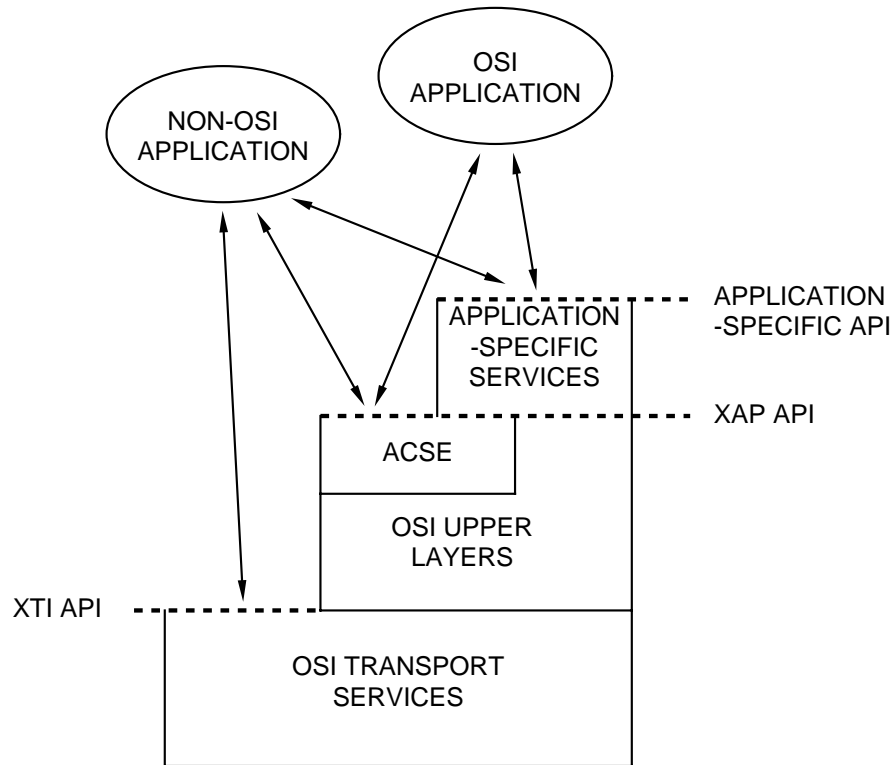 OSI
APPLICATION
NON-OSI
APPLICATION
APPLICATION
-SPECIFIC
SERVICES
APPLICATION
-SPECIFIC API
XAP API
ACSE
OSI UPPER
LAYERS
XTI API
OSI TRANSPORT
SERVICES